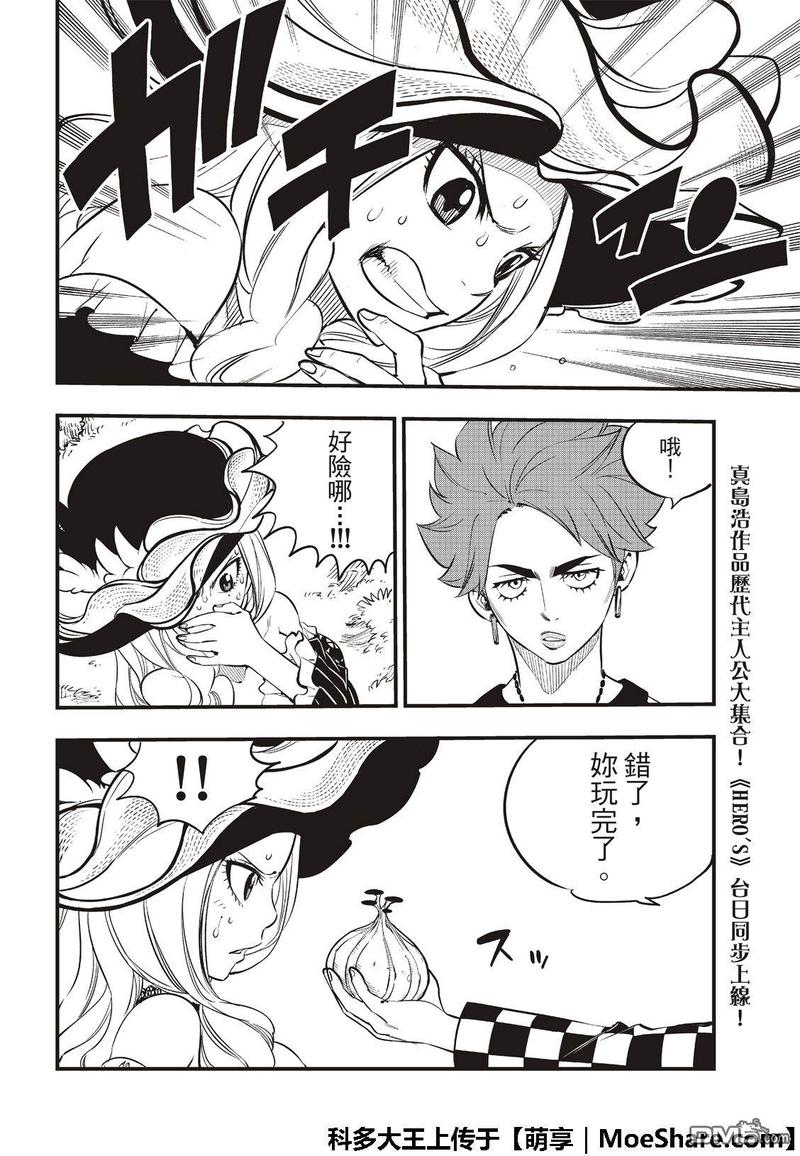 ガチィーン
哦！
好險哪…!!!
真島浩作品歷代主人公大集合！《HERO'S》台日同步上線！
錯了，
妳玩完了。
!!
スッ
科多大王上传于【萌享｜MoeShare.com】